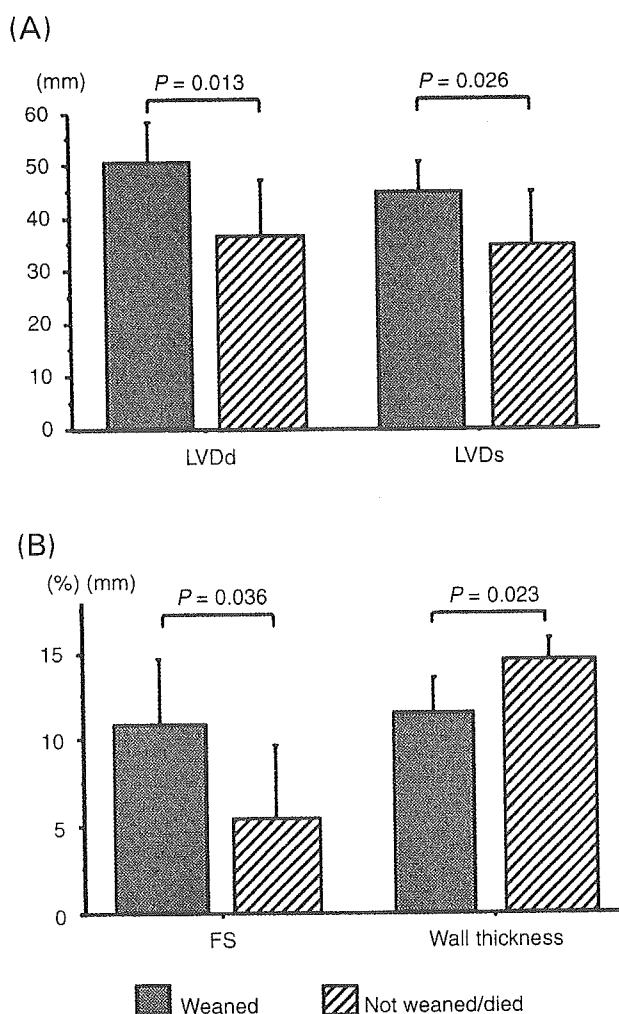 (A)
(mm)
P = 0.013
P = 0.026
60
50
40
30
20
10
0
LVDd
LVDs
(B)
(%) (mm)
P = 0.036
P = 0.023
15
10
5
0
FS
Wall thickness
Weaned
Not weaned/died